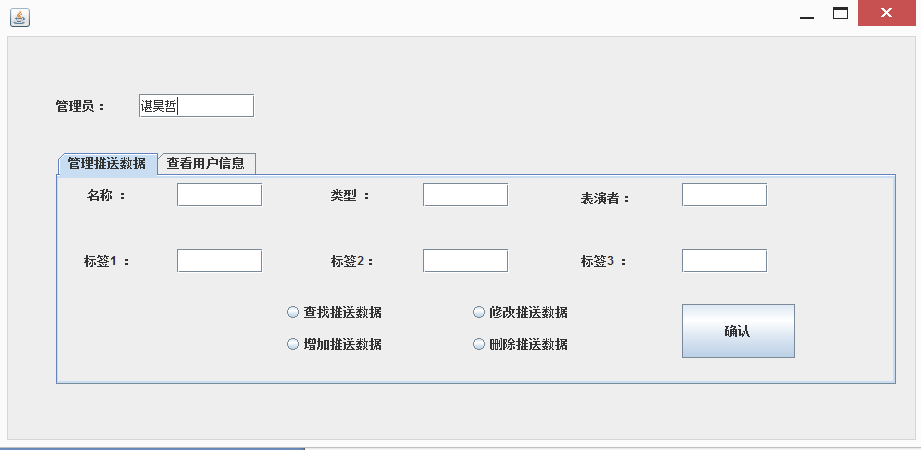 管理员： 谌昊哲
管理推送数据 查看用户信息
名称 ： 类型 ： 表演者：
标签1 ： 标签2： 标签3 ：
查找推送数据 修改推送数据
确认
增加推送数据 删除推送数据